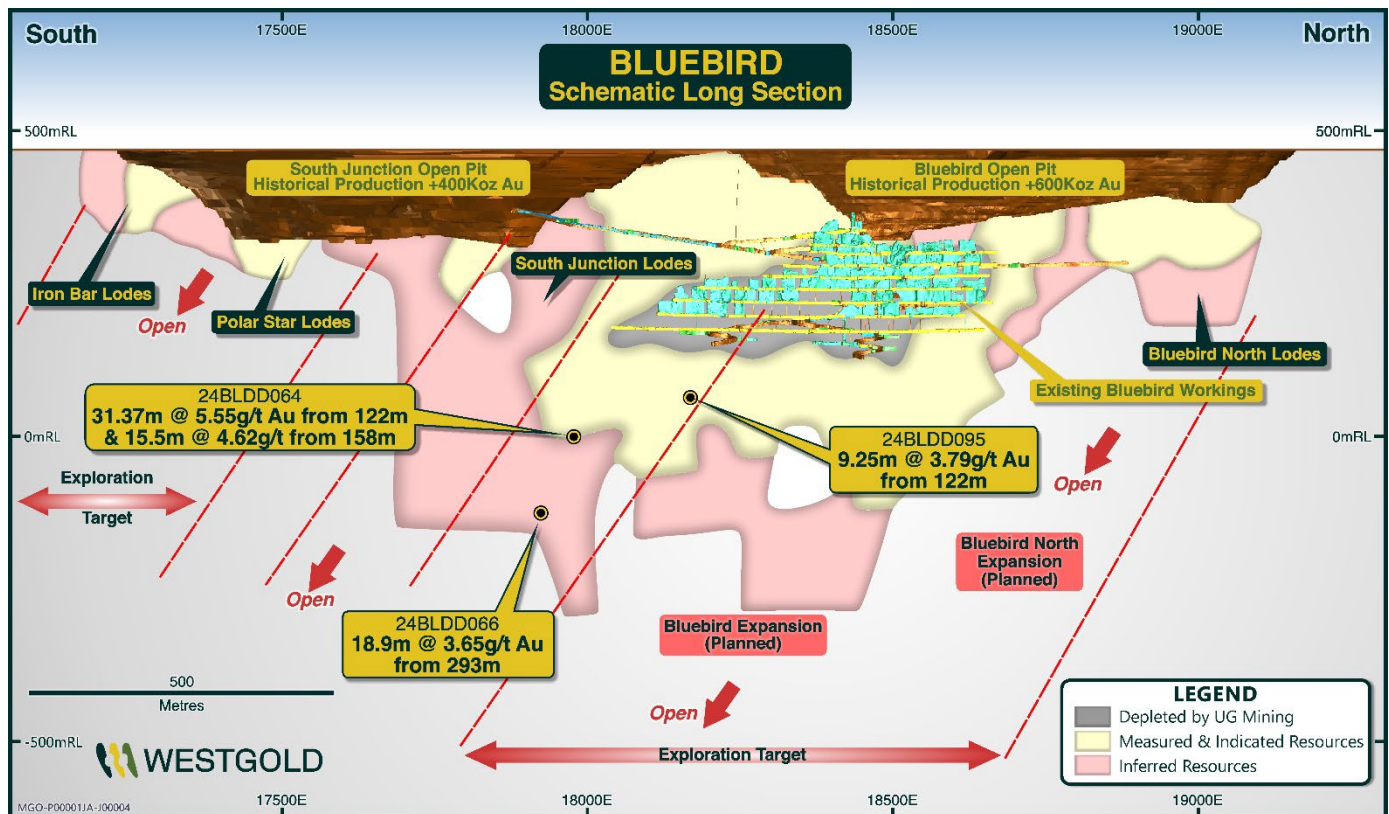 South
17500E
18000E
18500E
19000E
North
BLUEBIRD
Schematic Long Section
500mRL
500mRL
South Junction Open Pit
Historical Production +400Koz Au
Bluebird Open Pit
Historical Production +600Koz Au
South Junction Lodes
Iron Bar Lodes
Open
Polar Star Lodes
Bluebird North Lodes
Existing Bluebird Workings
24BLDD064
31.37m @ 5.55g/t Au from 122m
& 15.5m @ 4.62g/t from 158m
0mRL
24BLDD095
9.25m @ 3.79g/t Au
from 122m
0mRL
Exploration
Target
Open
Open
Bluebird North
Expansion
(Planned)
24BLDD066
18.9m @ 3.65g/t Au
from 293m
Bluebird Expansion
(Planned)
500
Metres
Open
LEGEND
Depleted by UG Mining
Measured & Indicated Resources
Inferred Resources
-500mRL
-500mRL
WESTGOLD
Exploration Target
MGO-P00001JA-J00004
17500E
18000E
18500E
19000E